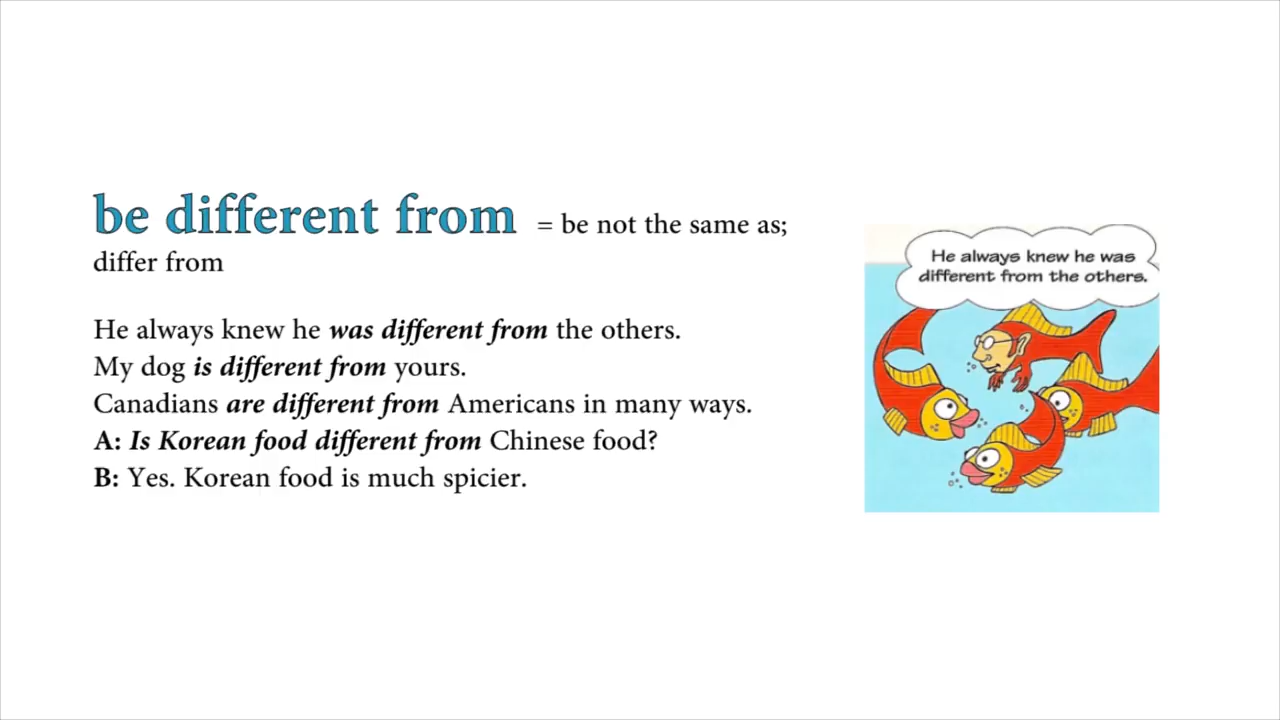 be different from = be not the same as;
differ from
He always knew he was different from the others.
My dog is different from yours.
Canadians are different from Americans in many ways.
A: Is Korean food different from Chinese food?
B: Yes. Korean food is much spicier.
He always knew he was
different from the others.